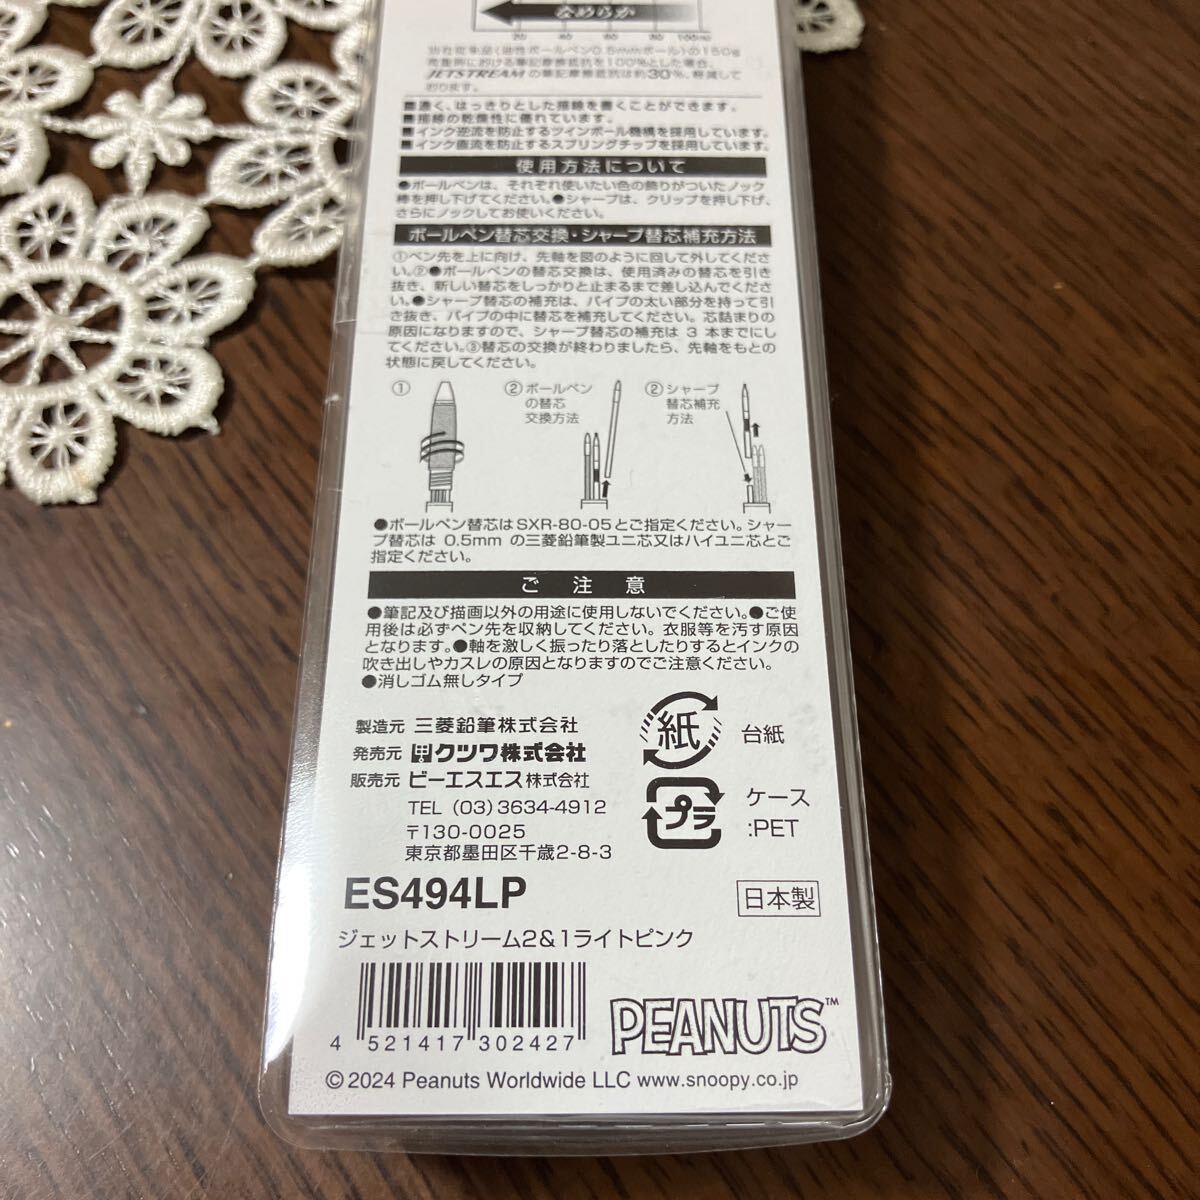 なめらか
20 40 60 80 100(%)
当社従来品(油性ボールペン0.5mmボール)の150g
荷重時における筆記摩擦抵抗を100%とした場合、
JETSTREAMの筆記摩擦抵抗は約30%、軽減して
おります。
■濃く、はっきりとした描線を書くことができます。
■描線の乾燥性に優れています。
■インク逆流を防止するツインボール機構を採用しています。
■インク直流を防止するスプリングチップを採用しています。
使用方法について
●ボールペンは、それぞれ使いたい色の飾りがついたノック
棒を押し下げてください。●シャープは、クリップを押し下げ、
さらにノックしてお使いください。
ボールペン替芯交換・シャープ替芯補充方法
①ペン先を上に向け、先軸を図のように回して外してくださ
い。②●ボールペンの替芯交換は、使用済みの替芯を引き
抜き、新しい替芯をしっかりと止まるまで差し込んでくださ
い。●シャープ替芯の補充は、パイプの太い部分を持って引
き抜き、パイプの中に替芯を補充してください。芯詰まりの
原因になりますので、シャープ替芯の補充は3本までにし
てください。③替芯の交換が終わりましたら、先軸をもとの
状態に戻してください。
①
②ボールペン
の替芯
交換方法
②シャープ
替芯補充
方法
●ボールペン替芯はSXR-80-05とご指定ください。シャー
プ替芯は 0.5mm の三菱鉛筆製ユニ芯又はハイユニ芯とご
指定ください。
ご注意
●筆記及び描画以外の用途に使用しないでください。●ご使
用後は必ずペン先を収納してください。衣服等を汚す原因
となります。●軸を激しく振ったり落としたりするとインクの
吹き出しやカスレの原因となりますのでご注意ください。
●消しゴム無しタイプ
製造元 三菱鉛筆株式会社
発売元 クツワ株式会社
販売元 ビーエスエス株式会社
TEL (03)3634-4912
〒130-0025
東京都墨田区千歳2-8-3
紙 台紙
プラ ケース
:PET
ES494LP
日本製
ジェットストリーム2&1ライトピンク
4 521417 302427
PEANUTS™
©2024 Peanuts Worldwide LLC www.snoopy.co.jp